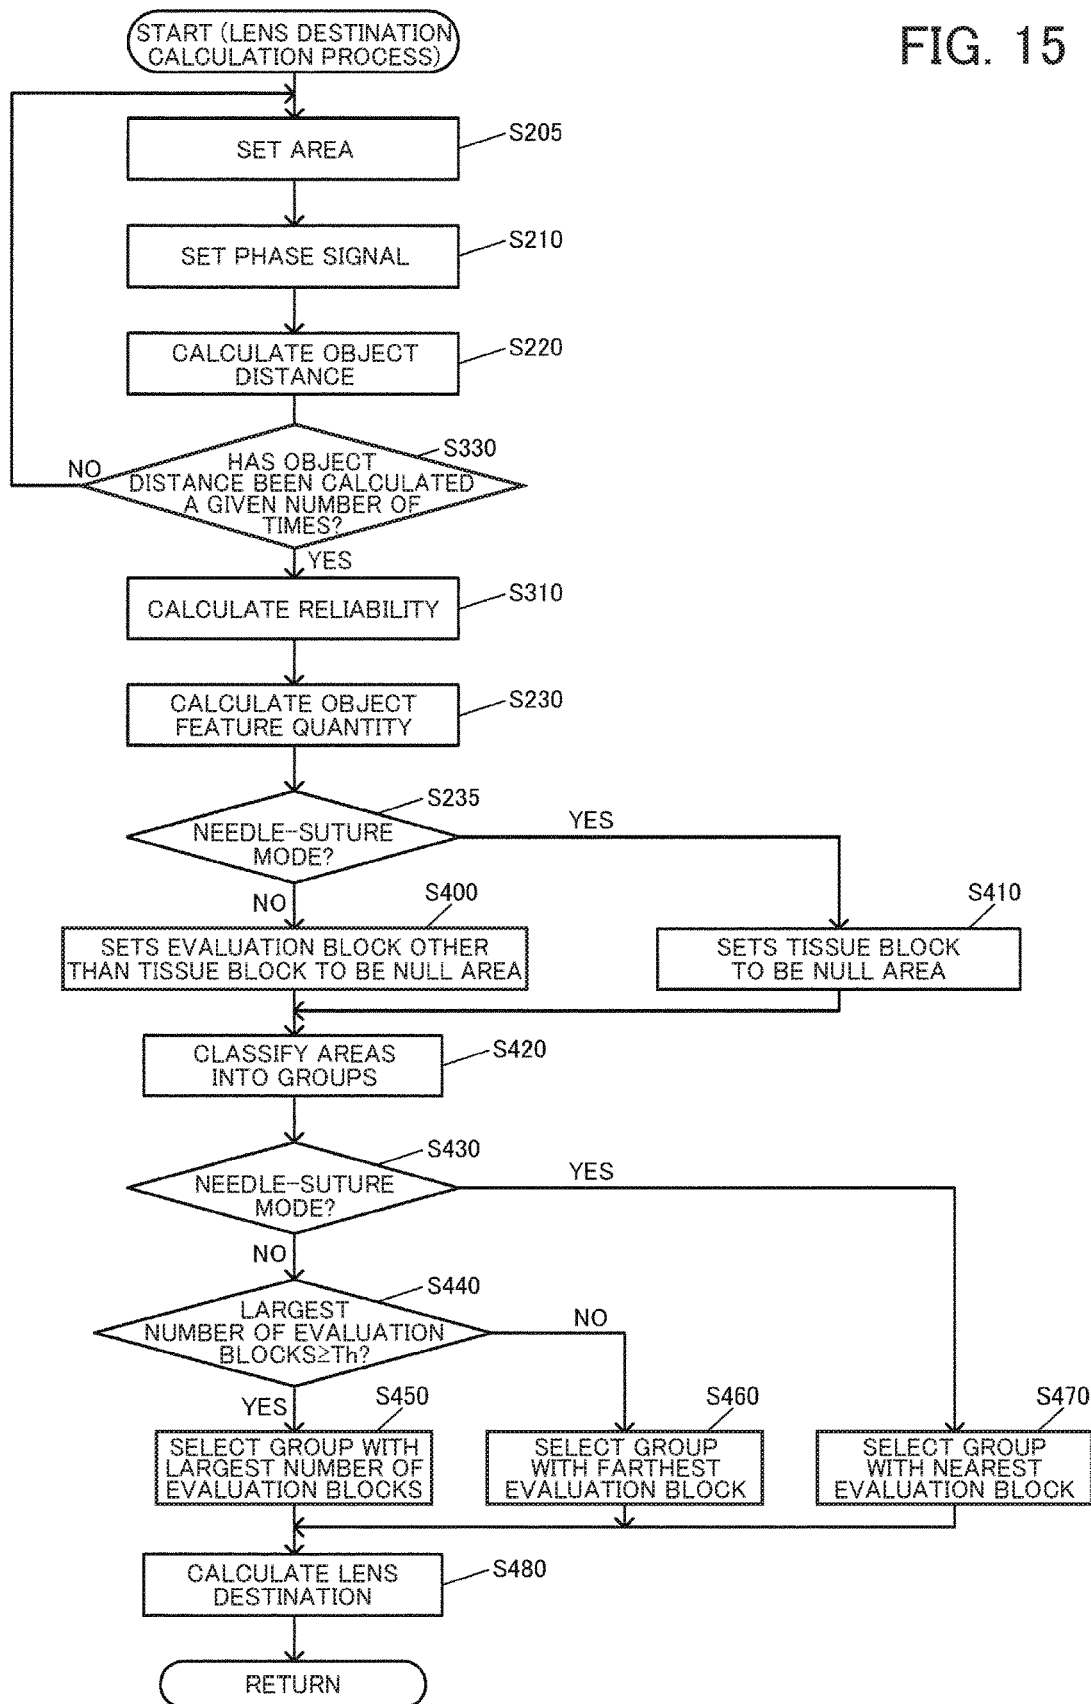 FIG. 15
START (LENS DESTINATION
CALCULATION PROCESS)
S205
SET AREA
S210
SET PHASE SIGNAL
S220
CALCULATE OBJECT
DISTANCE
S330
NO
HAS OBJECT
DISTANCE BEEN CALCULATED
A GIVEN NUMBER OF
TIMES?
YES
S310
CALCULATE RELIABILITY
S230
CALCULATE OBJECT
FEATURE QUANTITY
S235
NEEDLE-SUTURE
MODE?
YES
NO
S400
SETS EVALUATION BLOCK OTHER
THAN TISSUE BLOCK TO BE NULL AREA
S410
SETS TISSUE BLOCK
TO BE NULL AREA
S420
CLASSIFY AREAS
INTO GROUPS
S430
NEEDLE-SUTURE
MODE?
YES
NO
S440
LARGEST
NUMBER OF EVALUATION
BLOCKS≥Th?
NO
YES
S450
SELECT GROUP WITH
LARGEST NUMBER OF
EVALUATION BLOCKS
S460
SELECT GROUP
WITH FARTHEST
EVALUATION BLOCK
S470
SELECT GROUP
WITH NEAREST
EVALUATION BLOCK
S480
CALCULATE LENS
DESTINATION
RETURN